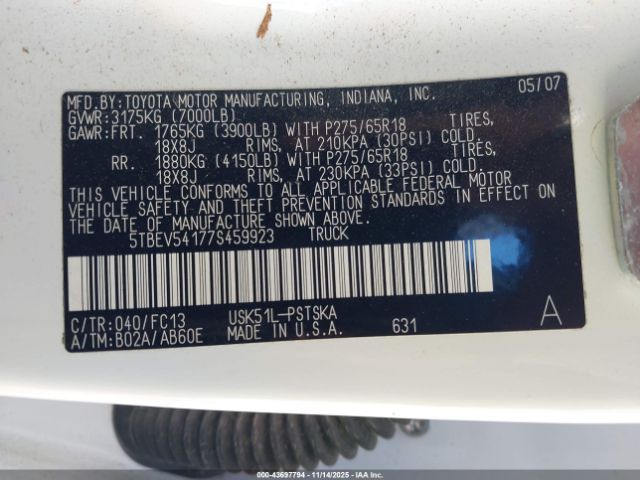 MFD.BY:TOYOTA MOTOR MANUFACTURING, INDIANA, INC. 05/07
GVWR:3175KG (7000LB)
GAWR:FRT. 1765KG (3900LB) WITH P275/65R18 TIRES,
18X8J RIMS, AT 210KPA (30PSI) COLD.
RR. 1880KG (4150LB) WITH P275/65R18 TIRES,
18X8J RIMS, AT 230KPA (33PSI) COLD.
THIS VEHICLE CONFORMS TO ALL APPLICABLE FEDERAL MOTOR
VEHICLE SAFETY AND THEFT PREVENTION STANDARDS IN EFFECT ON
THE DATE OF MANUFACTURE SHOWN ABOVE.
5TBEV54177S459923 TRUCK
C/TR:040/FC13 USK51L-PSTSKA A
A/TM:B02A/AB60E MADE IN U.S.A. 631
000-43697794 | 11/14/2025 | IAA Inc.